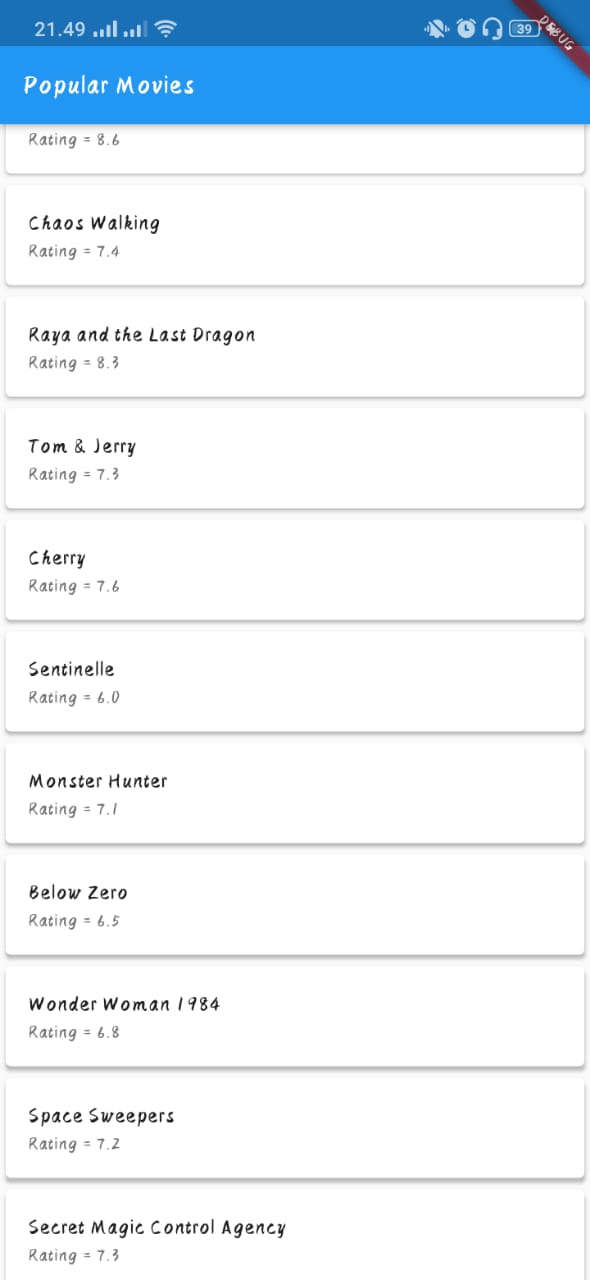 21.49
39
DEBUG
Popular Movies
Rating = 8.6
Chaos Walking
Rating = 7.4
Raya and the Last Dragon
Rating = 8.3
Tom & Jerry
Rating = 7.3
Cherry
Rating = 7.6
Sentinelle
Rating = 6.0
Monster Hunter
Rating = 7.1
Below Zero
Rating = 6.5
Wonder Woman 1984
Rating = 6.8
Space Sweepers
Rating = 7.2
Secret Magic Control Agency
Rating = 7.3